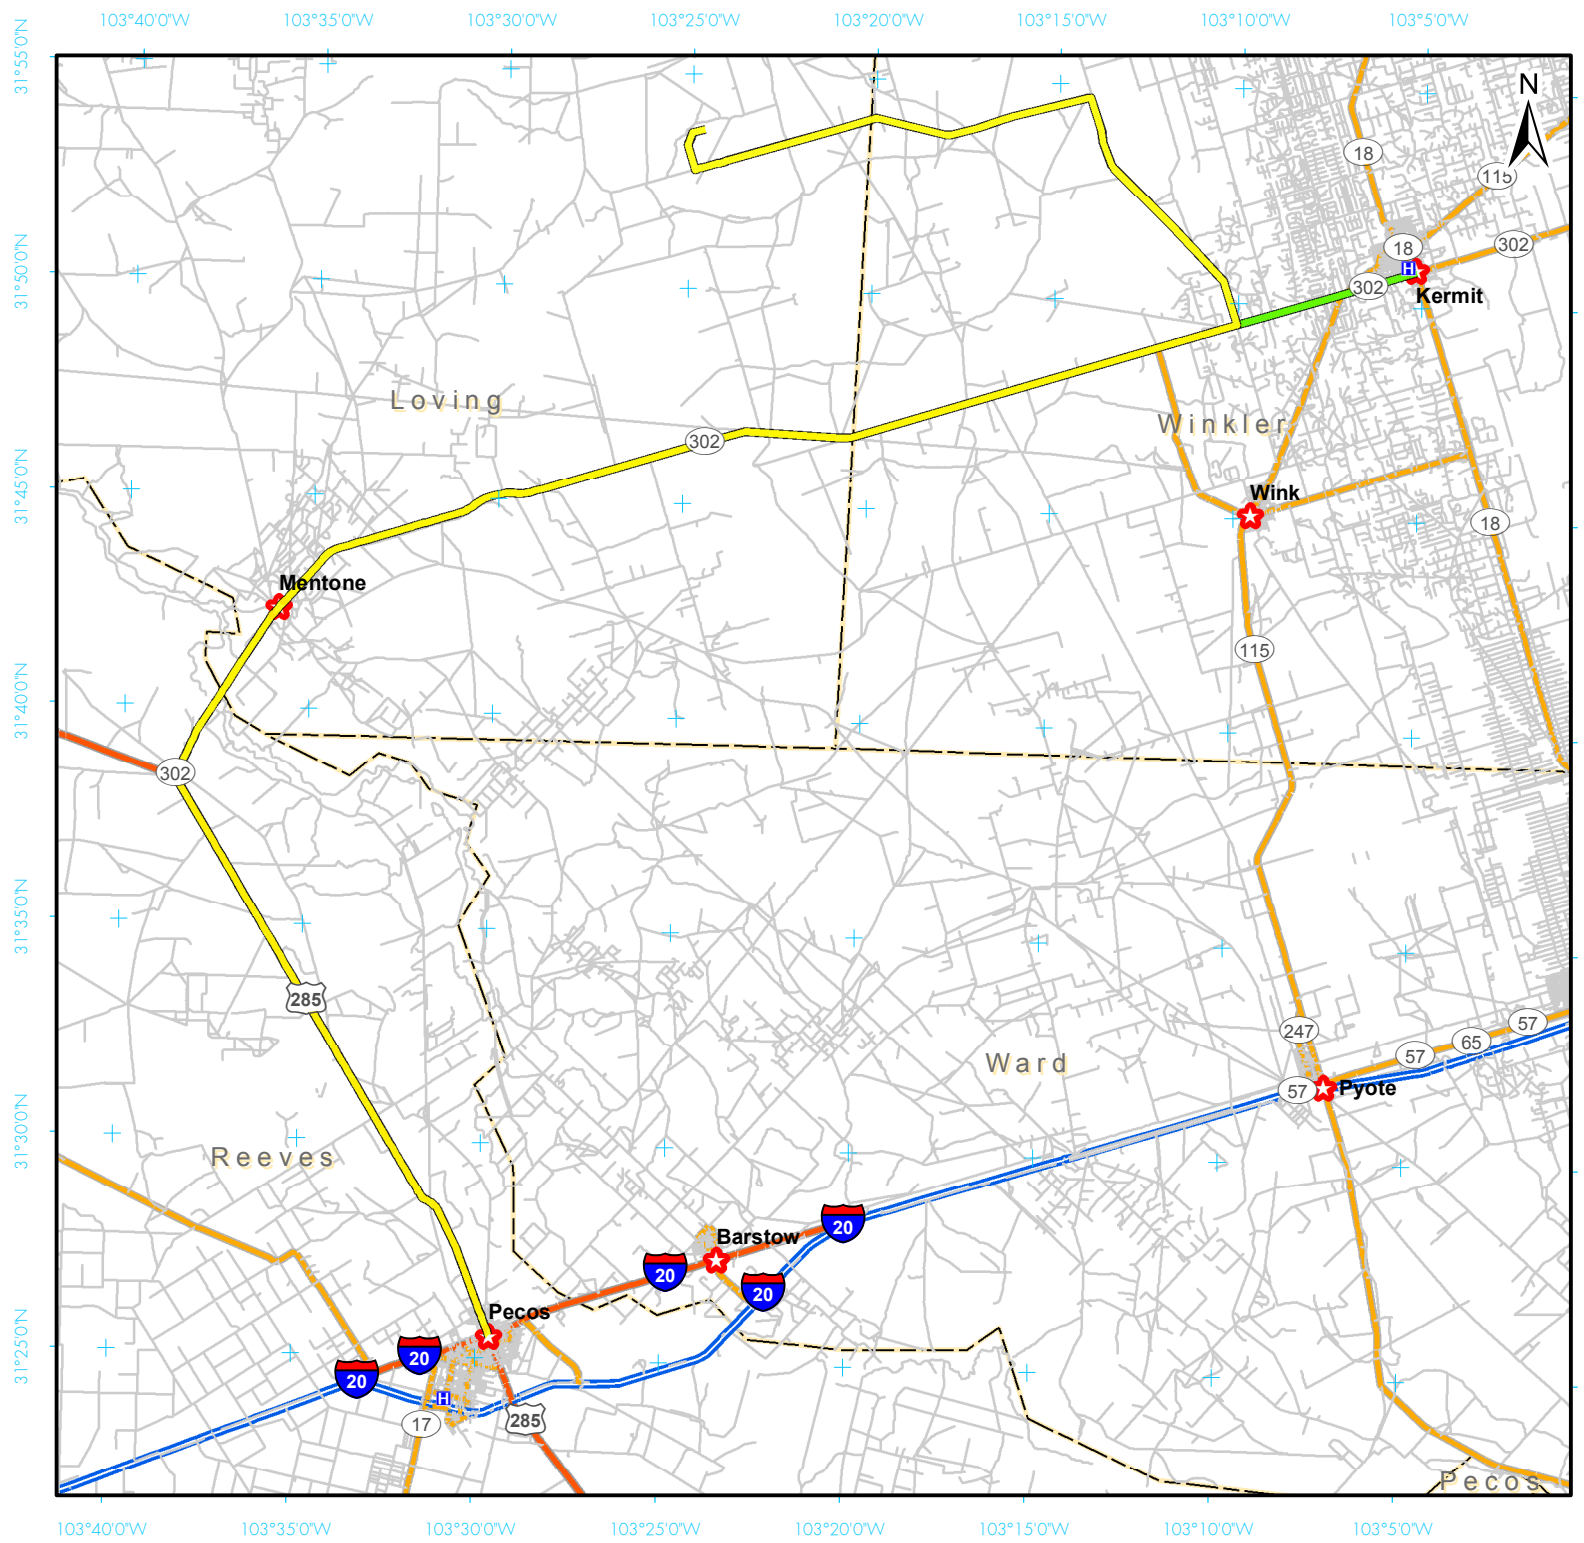 103°40'0"W 103°35'0"W 103°30'0"W 103°25'0"W 103°20'0"W 103°15'0"W 103°10'0"W 103°5'0"W
31°55'0"N
N
18
115
18
302
31°50'0"N
H
302
Kermit
Loving
Winkler
302
31°45'0"N
Wink
18
Mentone
115
31°40'0"N
302
31°35'0"N
285
57
247
65
57
Ward
57
Pyote
31°30'0"N
Reeves
20
Barstow
20
20
Pecos
31°25'0"N
20
20
H
17
285
Pecos
103°40'0"W 103°35'0"W 103°30'0"W 103°25'0"W 103°20'0"W 103°15'0"W 103°10'0"W 103°5'0"W